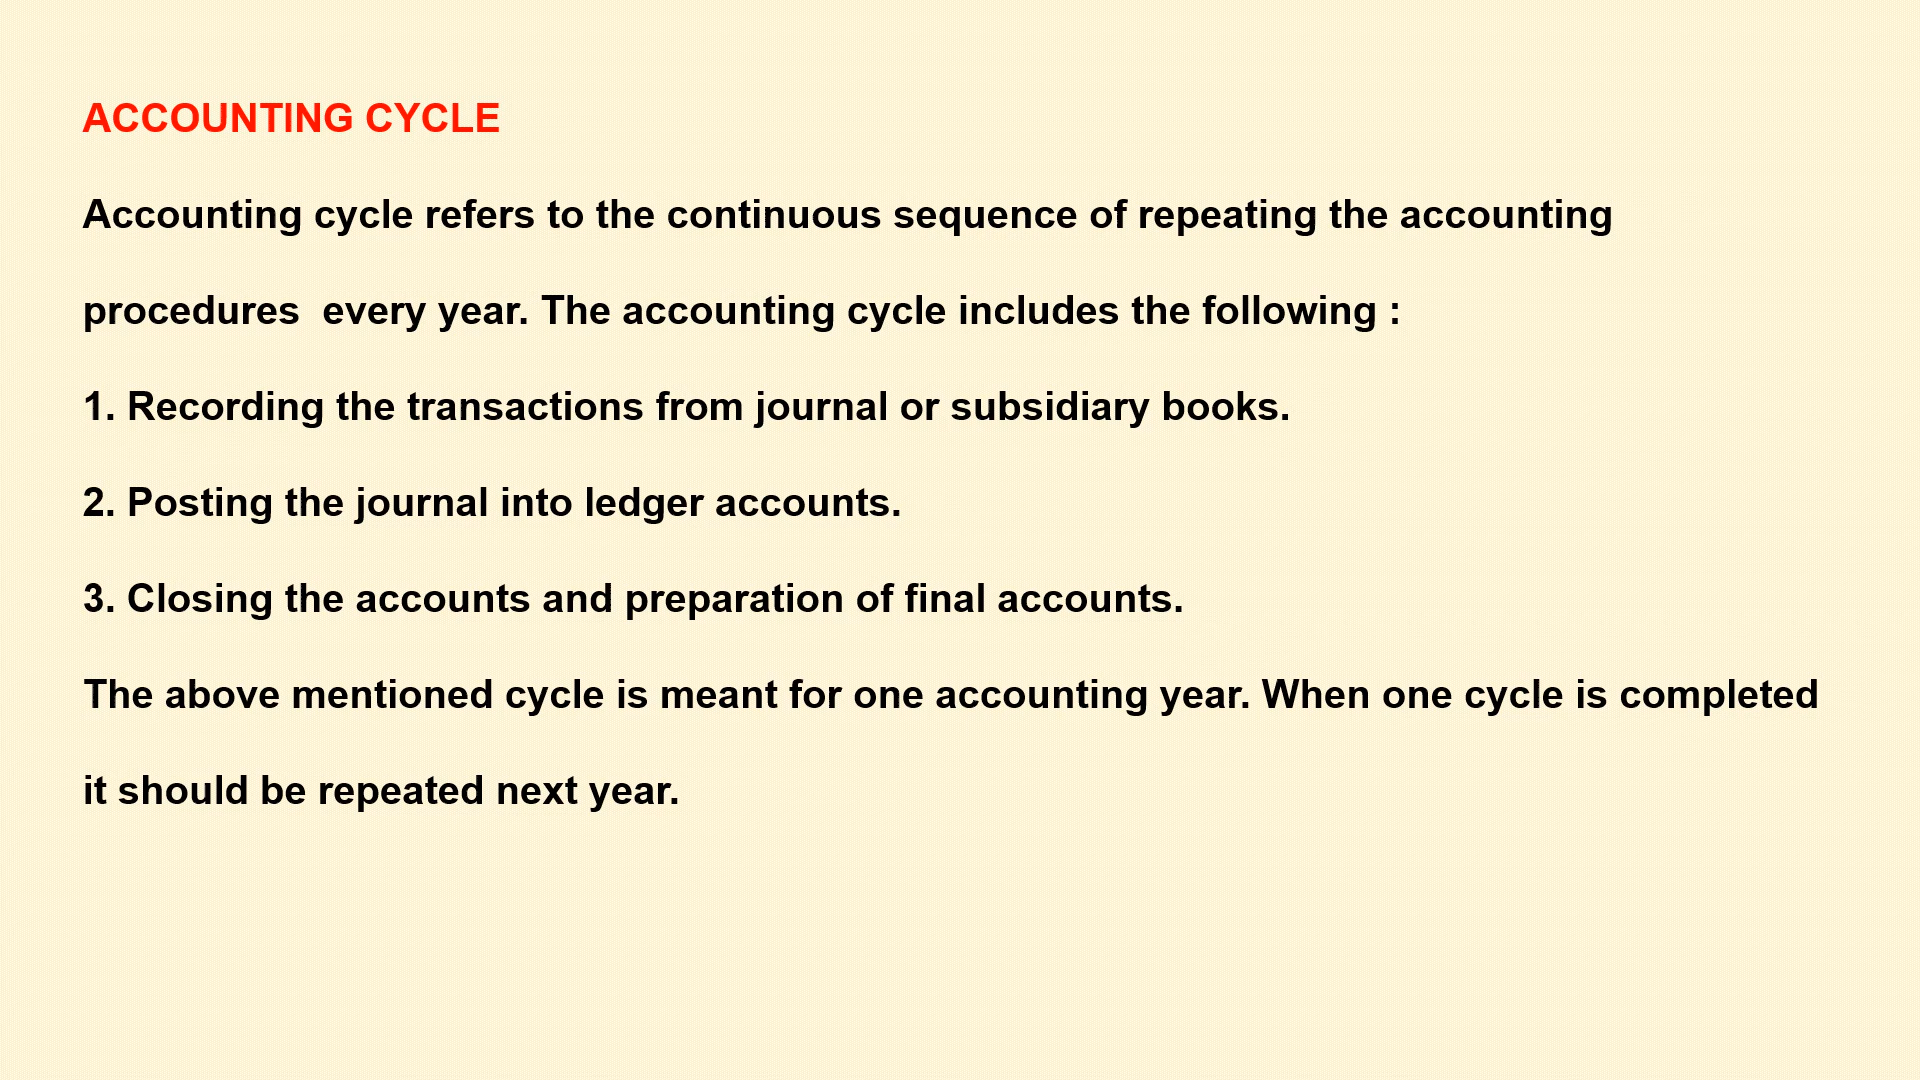 ACCOUNTING CYCLE
Accounting cycle refers to the continuous sequence of repeating the accounting
procedures  every year. The accounting cycle includes the following :
1. Recording the transactions from journal or subsidiary books.
2. Posting the journal into ledger accounts.
3. Closing the accounts and preparation of final accounts.
The above mentioned cycle is meant for one accounting year. When one cycle is completed
it should be repeated next year.